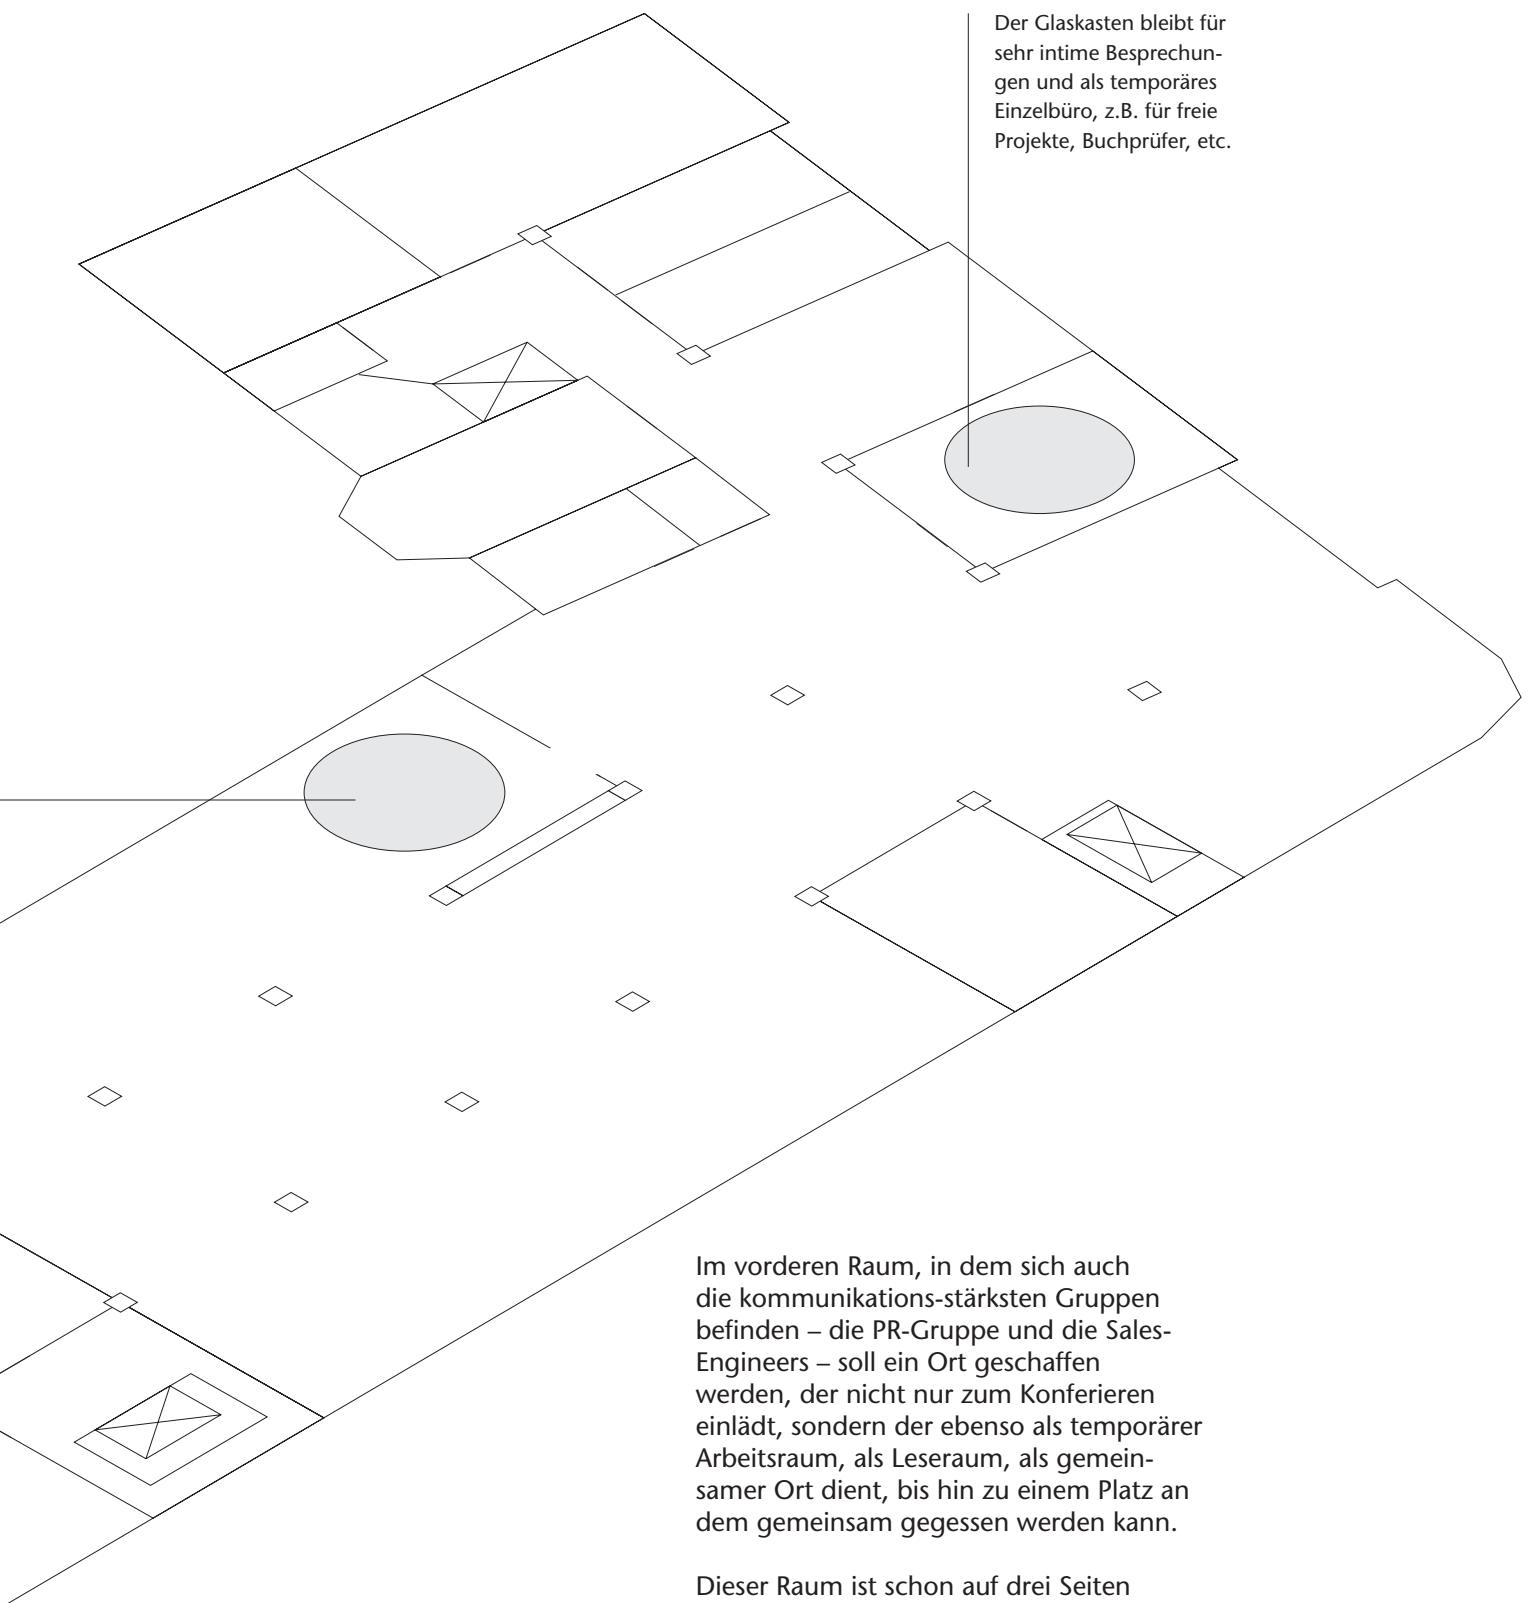 Der Glaskasten bleibt für
sehr intime Besprechun-
gen und als temporäres
Einzelbüro, z.B. für freie
Projekte, Buchprüfer, etc.
Im vorderen Raum, in dem sich auch
die kommunikations-stärksten Gruppen
befinden – die PR-Gruppe und die Sales-
Engineers – soll ein Ort geschaffen
werden, der nicht nur zum Konferieren
einlädt, sondern der ebenso als temporärer
Arbeitsraum, als Leseraum, als gemein-
samer Ort dient, bis hin zu einem Platz an
dem gemeinsam gegessen werden kann.
Dieser Raum ist schon auf drei Seiten